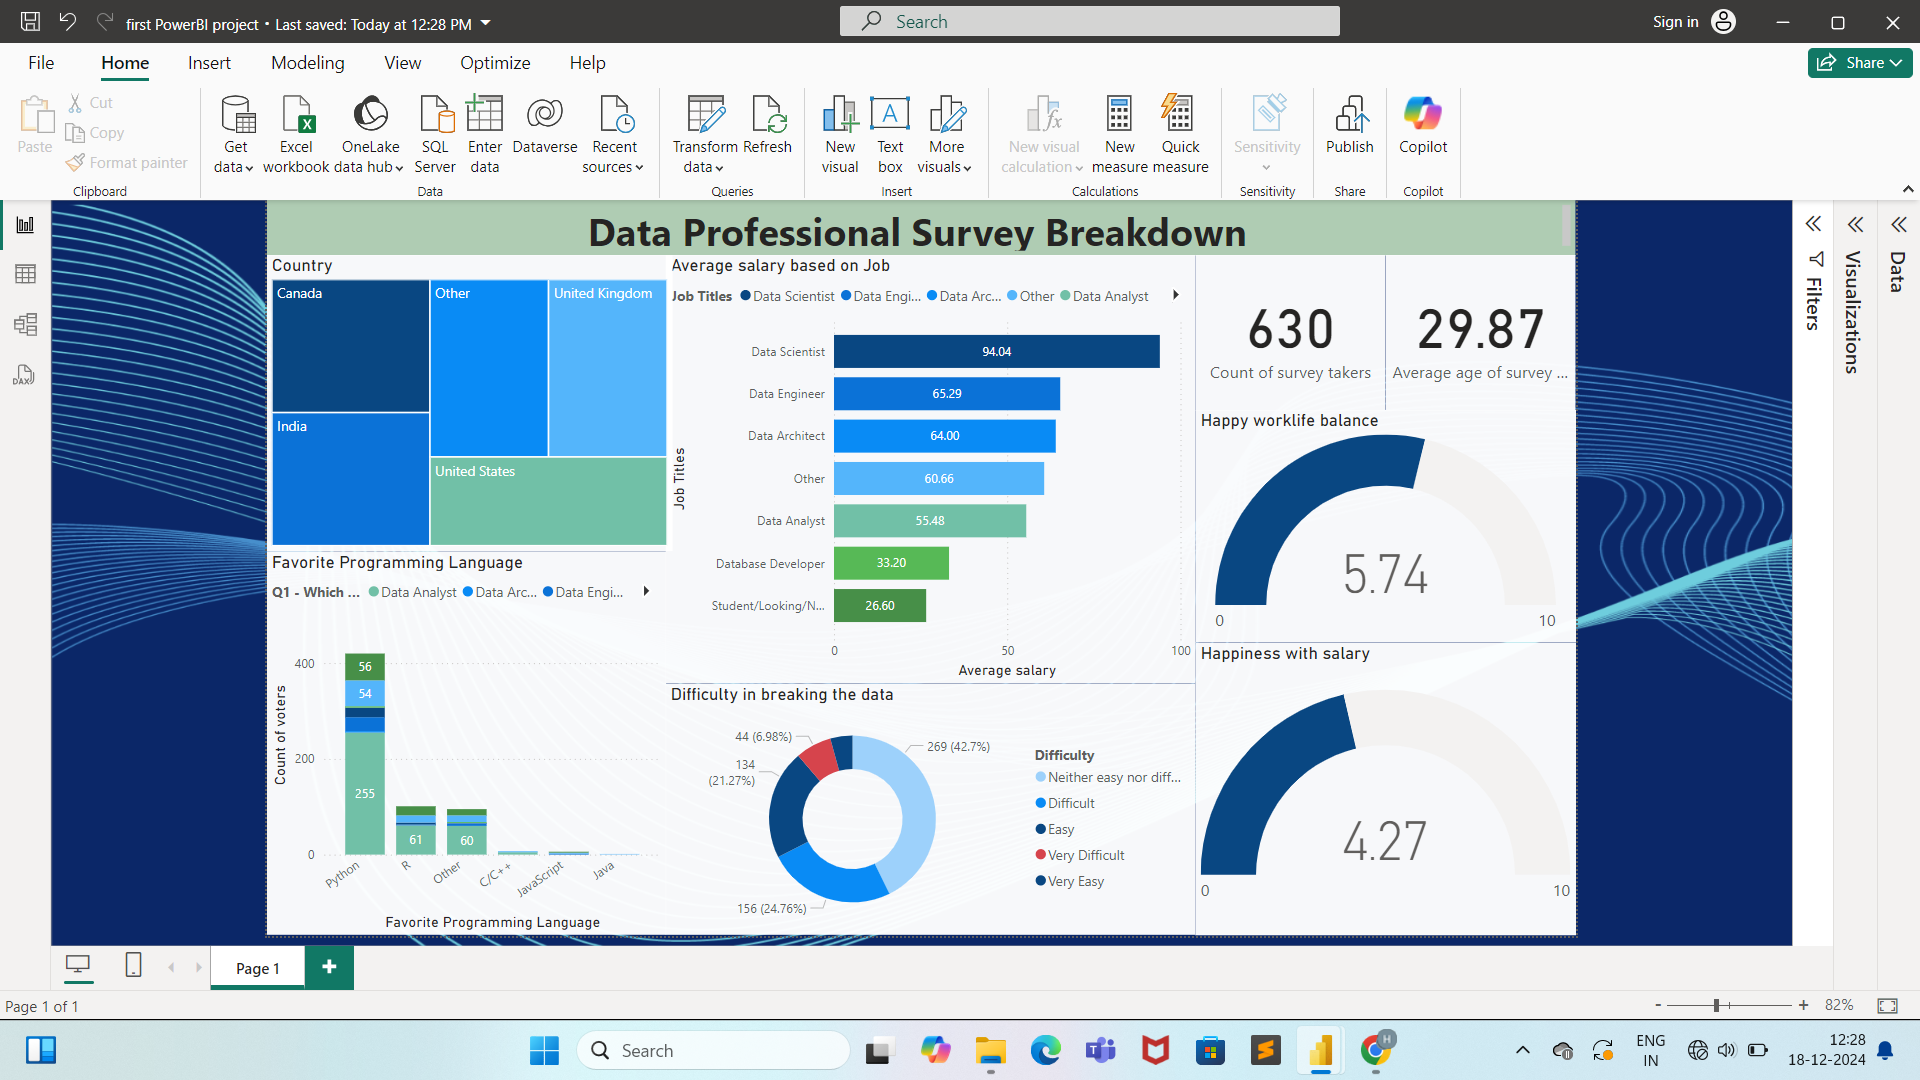 first PowerBI project • Last saved: Today at 12:28 PM
Search
Sign in
File
Home
Insert
Modeling
View
Optimize
Help
Share
Paste
Cut
Copy
Format painter
Clipboard
Get data
Excel workbook
OneLake data hub
SQL Server
Enter data
Dataverse
Recent sources
Data
Transform data
Refresh
Queries
New visual
Text box
More visuals
Insert
New visual calculation
New measure
Quick measure
Calculations
Sensitivity
Sensitivity
Publish
Share
Copilot
Copilot
DAX
Data Professional Survey Breakdown
Country
Canada
Other
United Kingdom
India
United States
Average salary based on Job
Job Titles Data Scientist Data Engi... Data Arc... Other Data Analyst
Job Titles
Data Scientist 94.04
Data Engineer 65.29
Data Architect 64.00
Other 60.66
Data Analyst 55.48
Database Developer 33.20
Student/Looking/N... 26.60
0 50 100
Average salary
630
Count of survey takers
29.87
Average age of survey ...
Happy worklife balance
5.74
0 10
Happiness with salary
4.27
0 10
Favorite Programming Language
Q1 - Which ... Data Analyst Data Arc... Data Engi...
Count of voters
400
200
0
56
54
255
61
60
Python
R
Other
C/C++
JavaScript
Java
Favorite Programming Language
Difficulty in breaking the data
44 (6.98%)
134
(21.27%)
156 (24.76%)
269 (42.7%)
Difficulty
Neither easy nor diff...
Difficult
Easy
Very Difficult
Very Easy
Filters
Visualizations
Data
Page 1
Page 1 of 1
- + 82%
Search
H
ENG
IN
12:28
18-12-2024